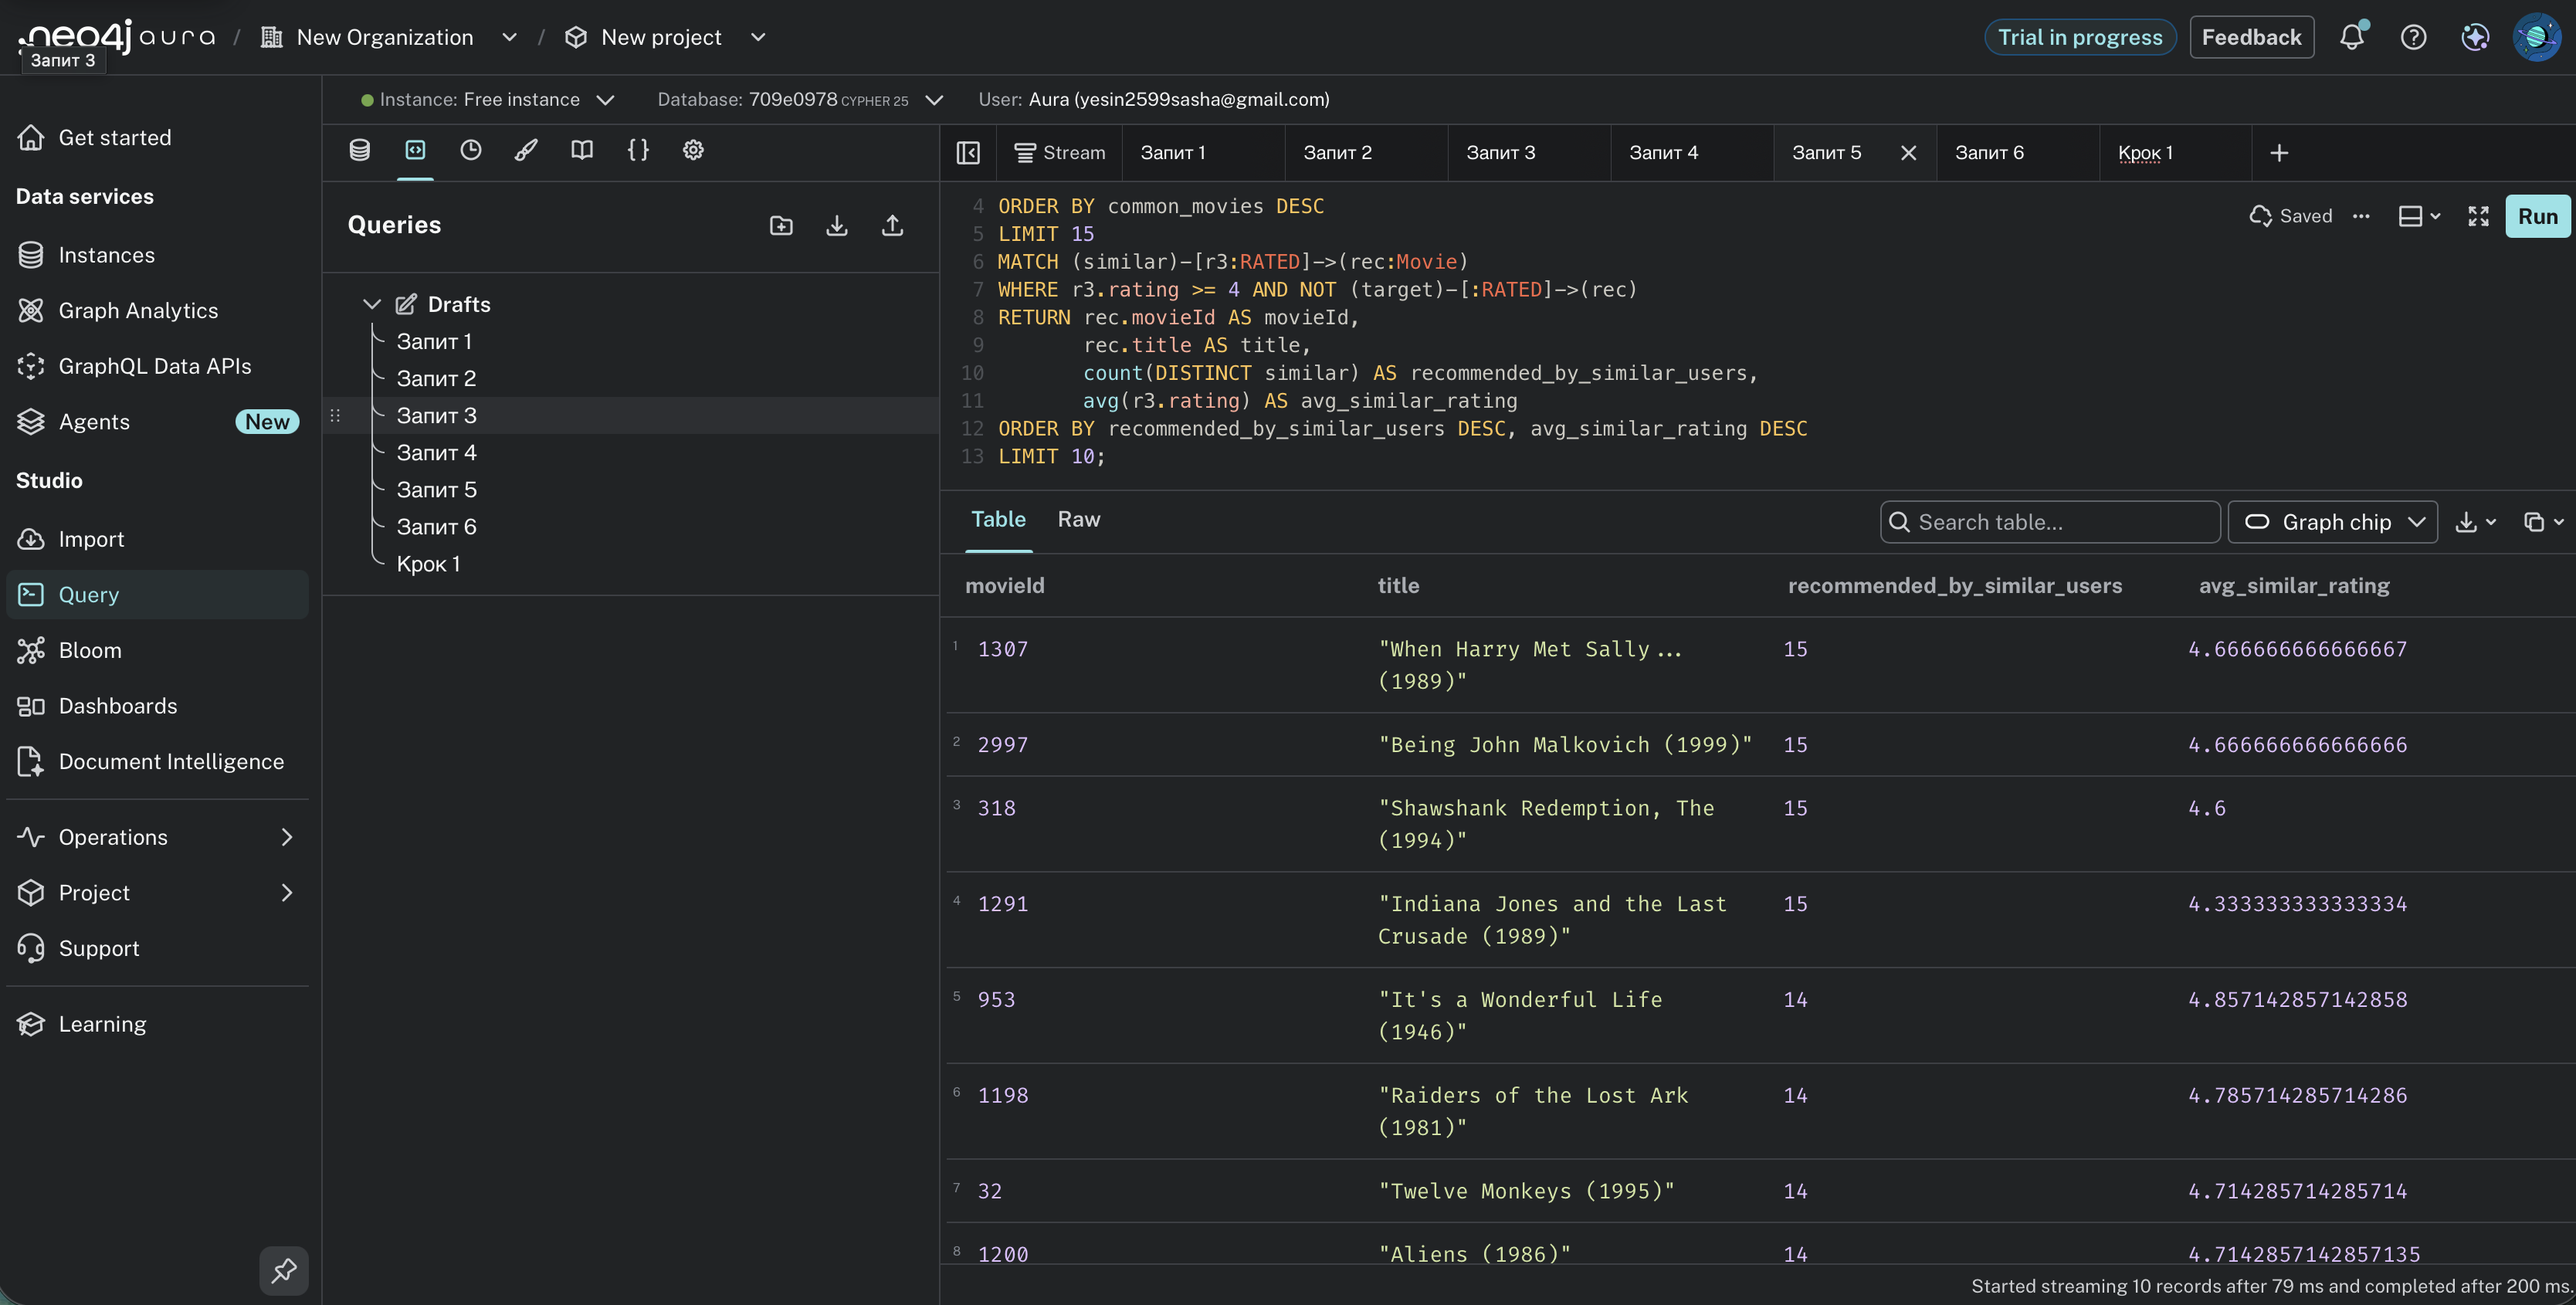 neo4j aura / New Organization / New project Trial in progress Feedback
Запит 3
Instance: Free instance Database: 709e0978 CYPHER 25 User: Aura (yesin2599sasha@gmail.com)
Get started
Data services
Instances
Graph Analytics
GraphQL Data APIs
Agents New
Studio
Import
Query
Bloom
Dashboards
Document Intelligence
Operations
Project
Support
Learning
Queries
Drafts
Запит 1
Запит 2
Запит 3
Запит 4
Запит 5
Запит 6
Крок 1
Stream Запит 1 Запит 2 Запит 3 Запит 4 Запит 5 Запит 6 Крок 1
Saved Run
4 ORDER BY common_movies DESC
5 LIMIT 15
6 MATCH (similar)-[r3:RATED]->(rec:Movie)
7 WHERE r3.rating >= 4 AND NOT (target)-[:RATED]->(rec)
8 RETURN rec.movieId AS movieId,
9 rec.title AS title,
10 count(DISTINCT similar) AS recommended_by_similar_users,
11 avg(r3.rating) AS avg_similar_rating
12 ORDER BY recommended_by_similar_users DESC, avg_similar_rating DESC
13 LIMIT 10;
Table Raw Search table... Graph chip
movieId title recommended_by_similar_users avg_similar_rating
1 1307 "When Harry Met Sally... 15 4.666666666666667
(1989)"
2 2997 "Being John Malkovich (1999)" 15 4.666666666666666
3 318 "Shawshank Redemption, The 15 4.6
(1994)"
4 1291 "Indiana Jones and the Last 15 4.333333333333334
Crusade (1989)"
5 953 "It's a Wonderful Life 14 4.857142857142858
(1946)"
6 1198 "Raiders of the Lost Ark 14 4.785714285714286
(1981)"
7 32 "Twelve Monkeys (1995)" 14 4.714285714285714
8 1200 "Aliens (1986)" 14 4.7142857142857135
Started streaming 10 records after 79 ms and completed after 200 ms.